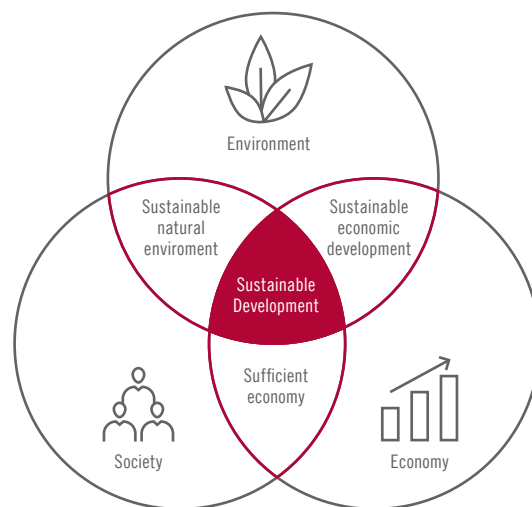 Environment
Sustainable
natural
enviroment
Sustainable
economic
development
Sustainable
Development
Sufficient
economy
Society
Economy